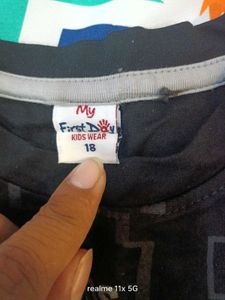 My
First Day
KIDS WEAR
18
realme 11x 5G